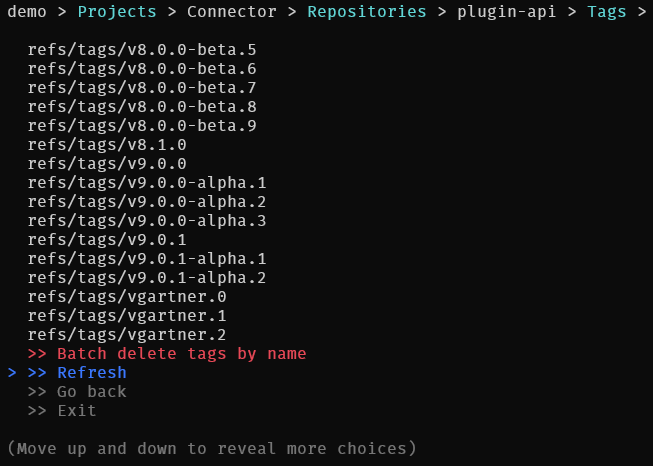 demo > Projects > Connector > Repositories > plugin-api > Tags >
refs/tags/v8.0.0-beta.5
refs/tags/v8.0.0-beta.6
refs/tags/v8.0.0-beta.7
refs/tags/v8.0.0-beta.8
refs/tags/v8.0.0-beta.9
refs/tags/v8.1.0
refs/tags/v9.0.0
refs/tags/v9.0.0-alpha.1
refs/tags/v9.0.0-alpha.2
refs/tags/v9.0.0-alpha.3
refs/tags/v9.0.1
refs/tags/v9.0.1-alpha.1
refs/tags/v9.0.1-alpha.2
refs/tags/vgartner.0
refs/tags/vgartner.1
refs/tags/vgartner.2
>> Batch delete tags by name
> >> Refresh
>> Go back
>> Exit
(Move up and down to reveal more choices)